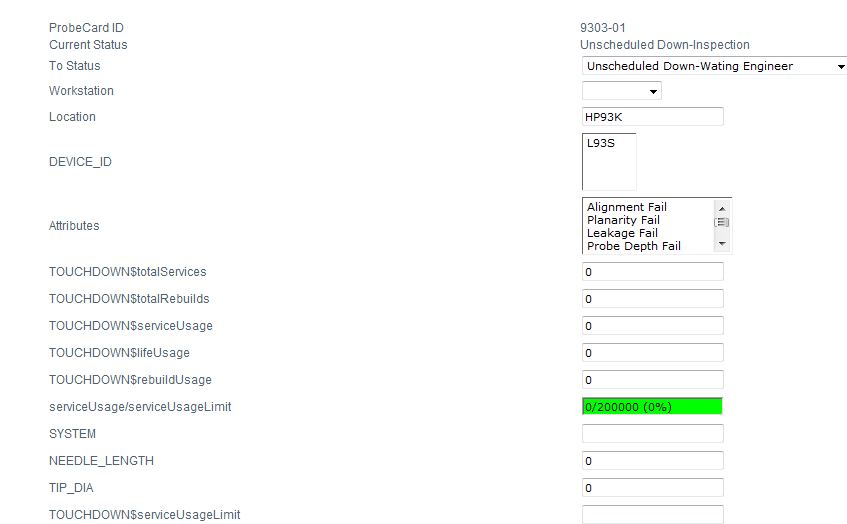 ProbeCard ID 9303-01
Current Status Unscheduled Down-Inspection
To Status Unscheduled Down-Wating Engineer
Workstation
Location HP93K
DEVICE_ID L93S
Attributes Alignment Fail
Planarity Fail
Leakage Fail
Probe Depth Fail
TOUCHDOWN$totalServices 0
TOUCHDOWN$totalRebuilds 0
TOUCHDOWN$serviceUsage 0
TOUCHDOWN$lifeUsage 0
TOUCHDOWN$rebuildUsage 0
serviceUsage/serviceUsageLimit 0/200000 (0%)
SYSTEM
NEEDLE_LENGTH 0
TIP_DIA 0
TOUCHDOWN$serviceUsageLimit